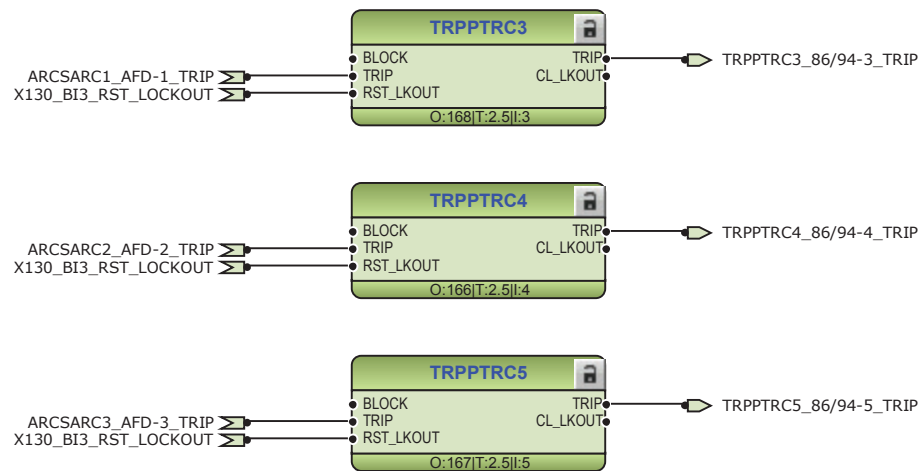 TRPPTRC3
BLOCK
TRIP
ARCSARC1_AFD-1_TRIP
TRIP
TRPPTRC3_86/94-3_TRIP
CL_LKOUT
X130_BI3_RST_LOCKOUT
RST_LKOUT
O:168|T:2.5|I:3
TRPPTRC4
BLOCK
TRIP
ARCSARC2_AFD-2_TRIP
TRIP
TRPPTRC4_86/94-4_TRIP
CL_LKOUT
X130_BI3_RST_LOCKOUT
RST_LKOUT
O:166|T:2.5|I:4
TRPPTRC5
BLOCK
TRIP
ARCSARC3_AFD-3_TRIP
TRIP
TRPPTRC5_86/94-5_TRIP
CL_LKOUT
X130_BI3_RST_LOCKOUT
RST_LKOUT
O:167|T:2.5|I:5